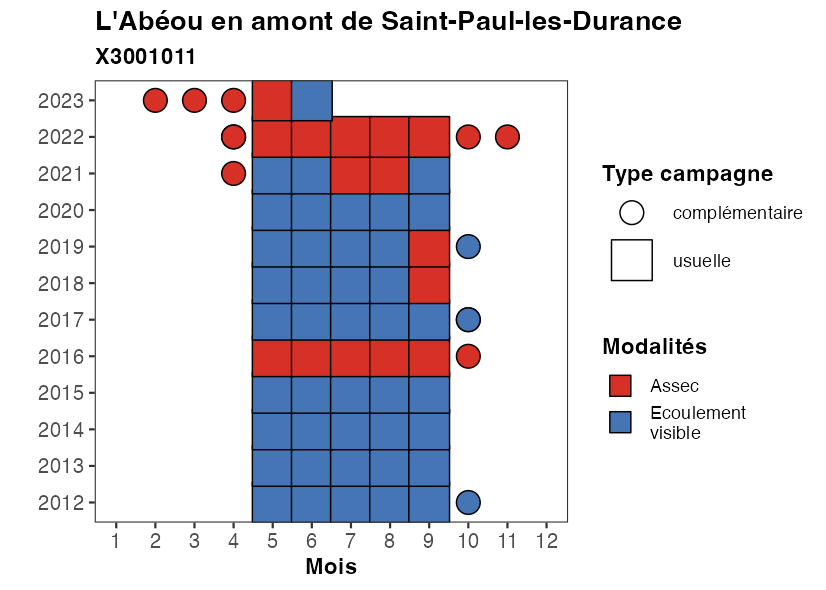 L'Abéou en amont de Saint-Paul-les-Durance
X3001011
2023
2022
2021
2020
2019
2018
2017
2016
2015
2014
2013
2012
1 2 3 4 5 6 7 8 9 10 11 12
Mois
Type campagne
complémentaire
usuelle
Modalités
Assec
Ecoulement
visible